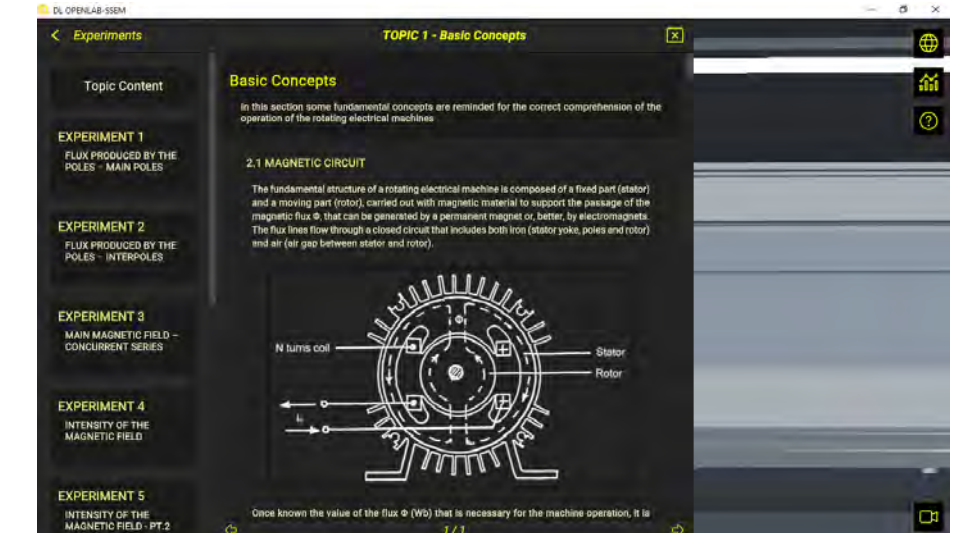 DL OPENLAB-SSEM
Experiments
TOPIC 1 - Basic Concepts
Topic Content
EXPERIMENT 1
FLUX PRODUCED BY THE
POLES - MAIN POLES
EXPERIMENT 2
FLUX PRODUCED BY THE
POLES - INTERPOLES
EXPERIMENT 3
MAIN MAGNETIC FIELD –
CONCURRENT SERIES
EXPERIMENT 4
INTENSITY OF THE
MAGNETIC FIELD
EXPERIMENT 5
INTENSITY OF THE
MAGNETIC FIELD - PT.2
Basic Concepts
In this section some fundamental concepts are reminded for the correct comprehension of the
operation of the rotating electrical machines
2.1 MAGNETIC CIRCUIT
The fundamental structure of a rotating electrical machine is composed of a fixed part (stator)
and a moving part (rotor), carried out with magnetic material to support the passage of the
magnetic flux Φ, that can be generated by a permanent magnet or, better, by electromagnets.
The flux lines flow through a closed circuit that includes both iron (stator yoke, poles and rotor)
and air (air gap between stator and rotor).
Φ
N turns coil
Stator
Rotor
Once known the value of the flux Φ (Wb) that is necessary for the machine operation, it is
1/1